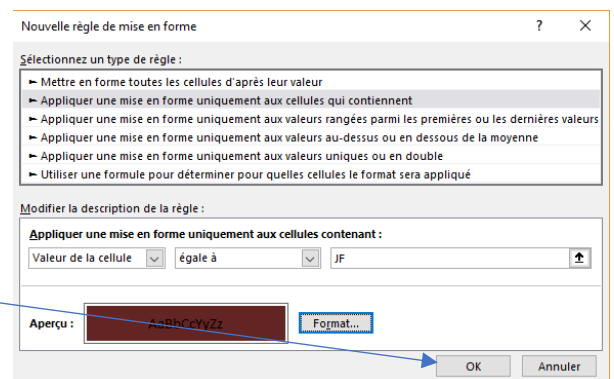 Nouvelle règle de mise en forme ? ×
Sélectionnez un type de règle :
► Mettre en forme toutes les cellules d'après leur valeur
► Appliquer une mise en forme uniquement aux cellules qui contiennent
► Appliquer une mise en forme uniquement aux valeurs rangées parmi les premières ou les dernières valeurs
► Appliquer une mise en forme uniquement aux valeurs au-dessus ou en dessous de la moyenne
► Appliquer une mise en forme uniquement aux valeurs uniques ou en double
► Utiliser une formule pour déterminer pour quelles cellules le format sera appliqué
Modifier la description de la règle :
Appliquer une mise en forme uniquement aux cellules contenant :
Valeur de la cellule égale à JF
Aperçu : AaBbCcYyZz Format...
OK Annuler